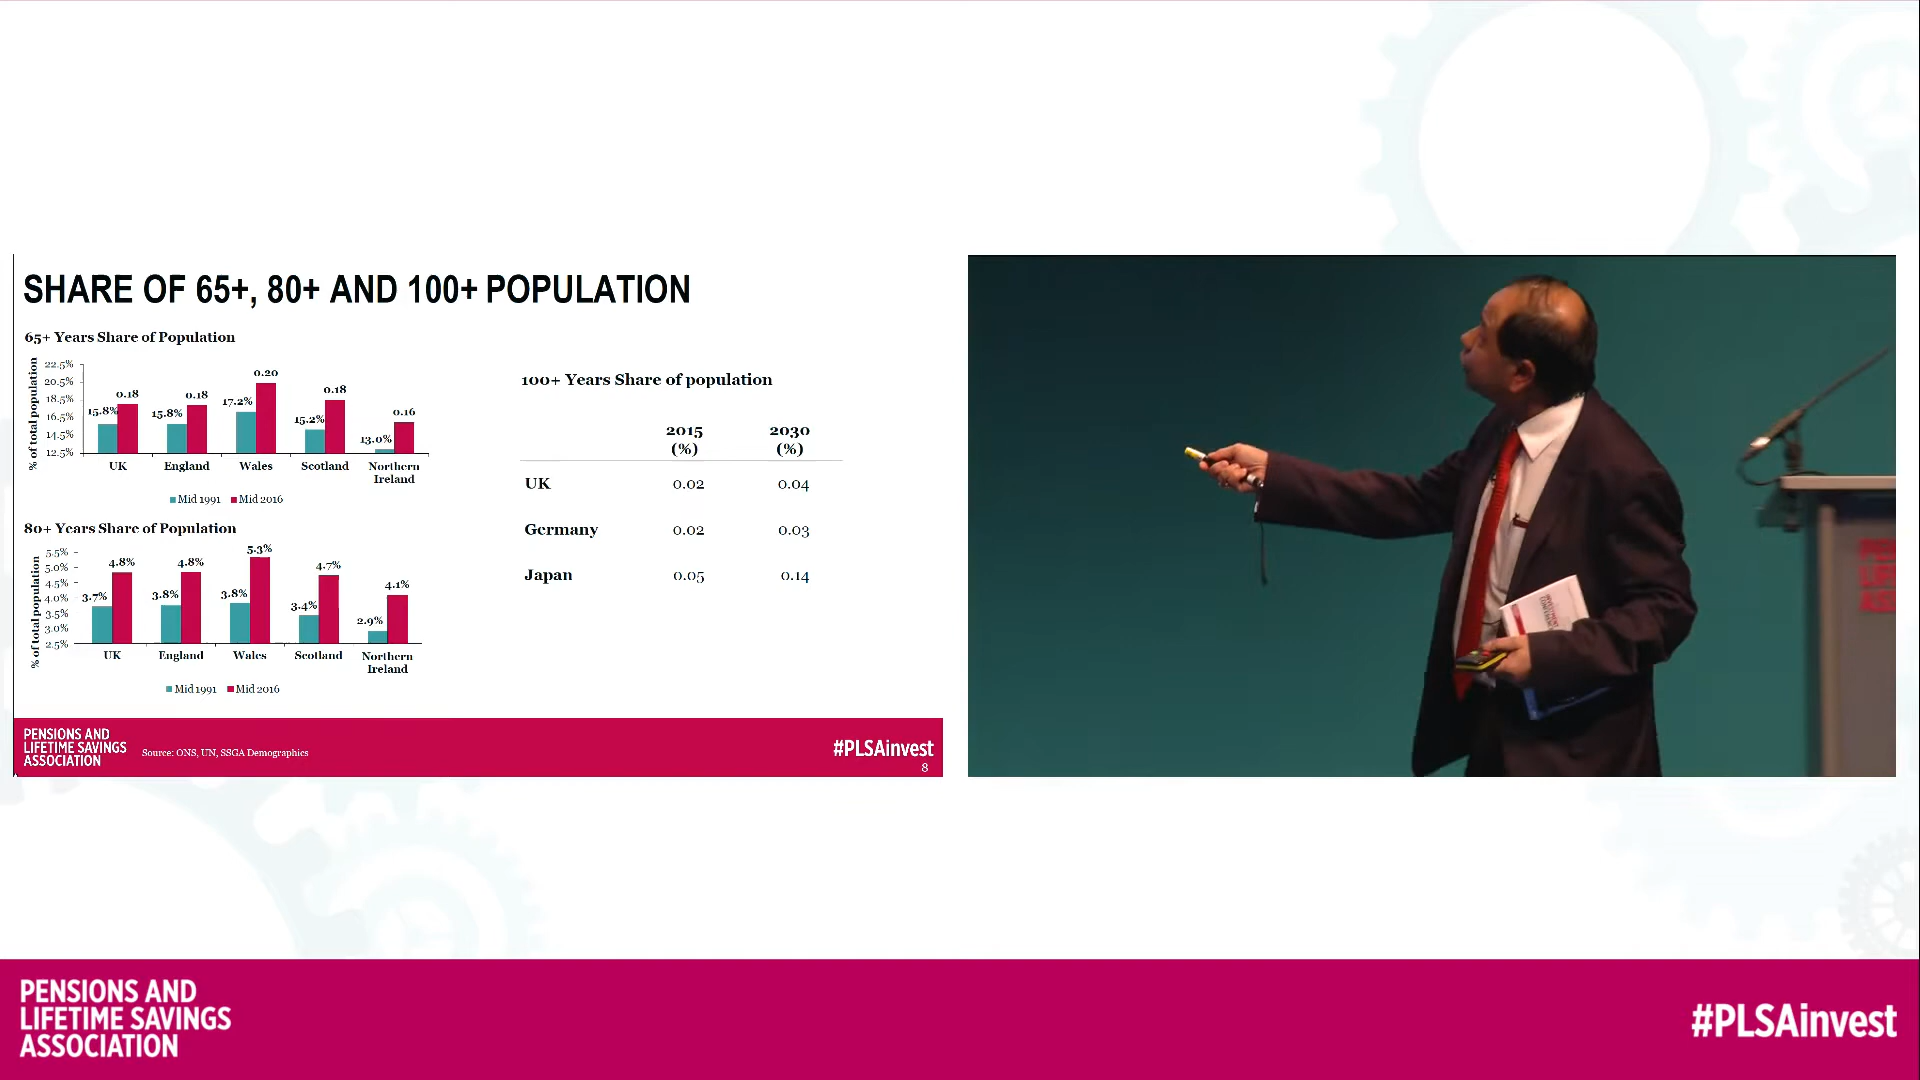 SHARE OF 65+, 80+ AND 100+ POPULATION
65+ Years Share of Population
% of total population
22.5%
20.5%
18.5%
16.5%
14.5%
12.5%
15.8%
0.18
15.8%
0.18
17.2%
0.20
15.2%
0.18
13.0%
0.16
UK
England
Wales
Scotland
Northern
Ireland
Mid 1991
Mid 2016
80+ Years Share of Population
% of total population
5.5%
5.0%
4.5%
4.0%
3.5%
3.0%
2.5%
3.7%
4.8%
3.8%
4.8%
3.8%
5.3%
3.4%
4.7%
2.9%
4.1%
UK
England
Wales
Scotland
Northern
Ireland
Mid 1991
Mid 2016
100+ Years Share of population
2015 2030
(%) (%)
UK 0.02 0.04
Germany 0.02 0.03
Japan 0.05 0.14
PENSIONS AND
LIFETIME SAVINGS
ASSOCIATION
Source: ONS, UN, SSGA Demographics
#PLSAinvest
8
PENSIONS AND
LIFETIME SAVINGS
ASSOCIATION
#PLSAinvest